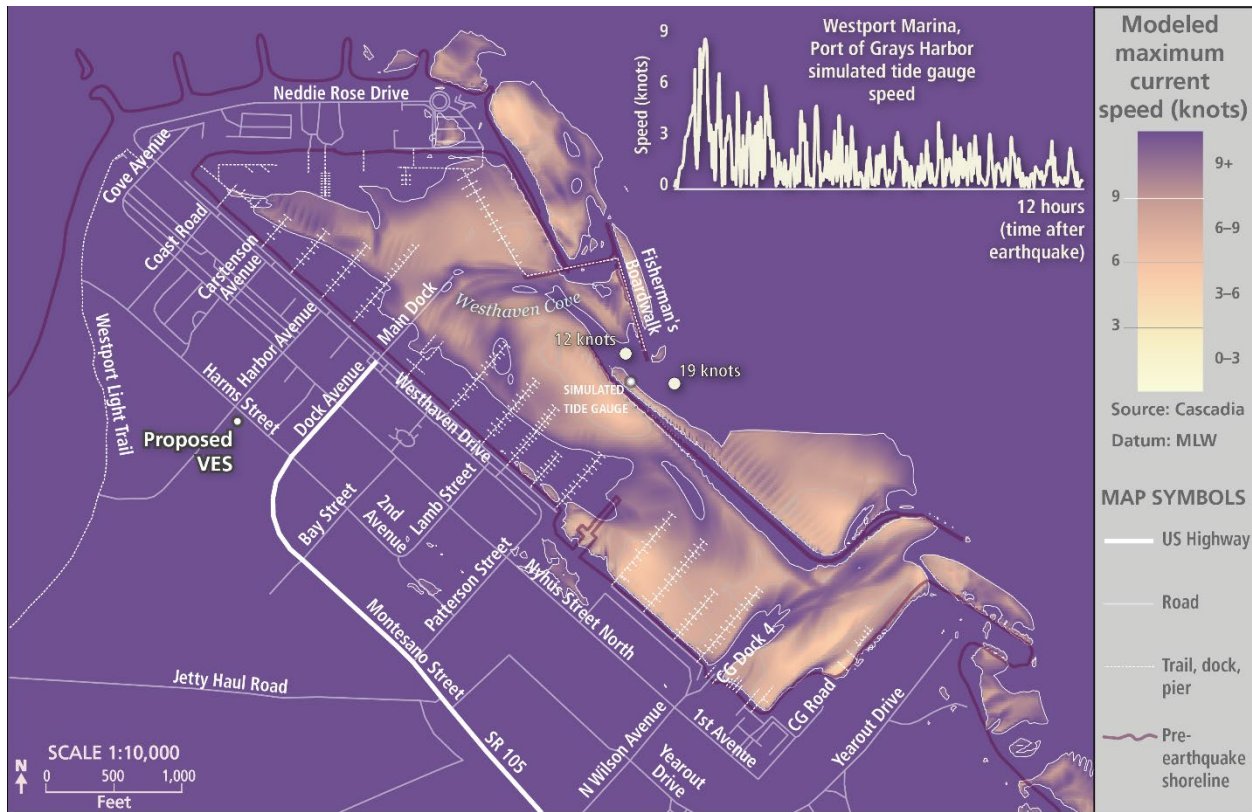 Westport Marina,
Port of Grays Harbor
simulated tide gauge
speed
Speed (knots)
9
6
3
0
12 hours
(time after
earthquake)
Neddie Rose Drive
Cove Avenue
Coast Road
Carstenson
Avenue
Harbor Avenue
Main Dock
Westhaven Cove
Fisherman's
Boardwalk
12 knots
19 knots
SIMULATED
TIDE GAUGE
Westport Light Trail
Harms Street
Dock Avenue
Westhaven Drive
Proposed
VES
Bay Street
2nd
Avenue
Lamb Street
Patterson Street
Nyhus Street North
Montesano Street
Jetty Haul Road
SR 105
CG Dock 4
CG Road
1st Avenue
N Wilson Avenue
Yearout
Drive
Yearout Drive
SCALE 1:10,000
N
0 500 1,000
Feet
Modeled
maximum
current
speed (knots)
9+
9
6–9
6
3–6
3
0–3
Source: Cascadia
Datum: MLW
MAP SYMBOLS
US Highway
Road
Trail, dock,
pier
Pre-
earthquake
shoreline